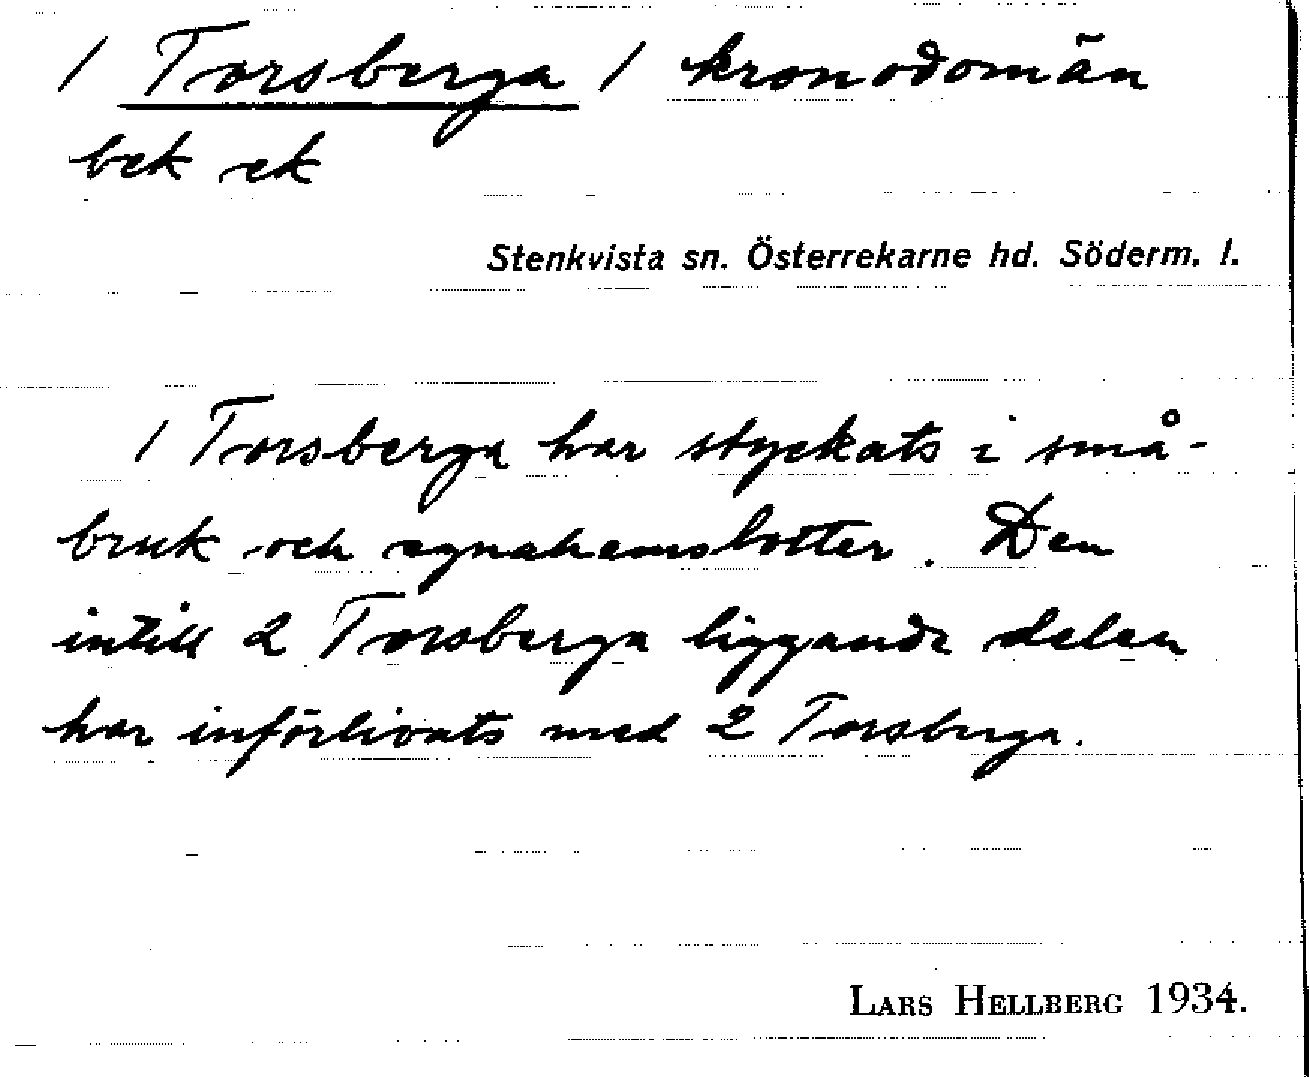 1 Torsberga / kronodomän
bek ek
Stenkvista sn. Österrekarne hd. Söderm. l.
1 Torsberga har styckats i små-
bruk och egnahemslotter. Den
intill 2 Torsberga liggande delen
har införlivats med 2 Torsberga.
LARS HELLBERG 1934.